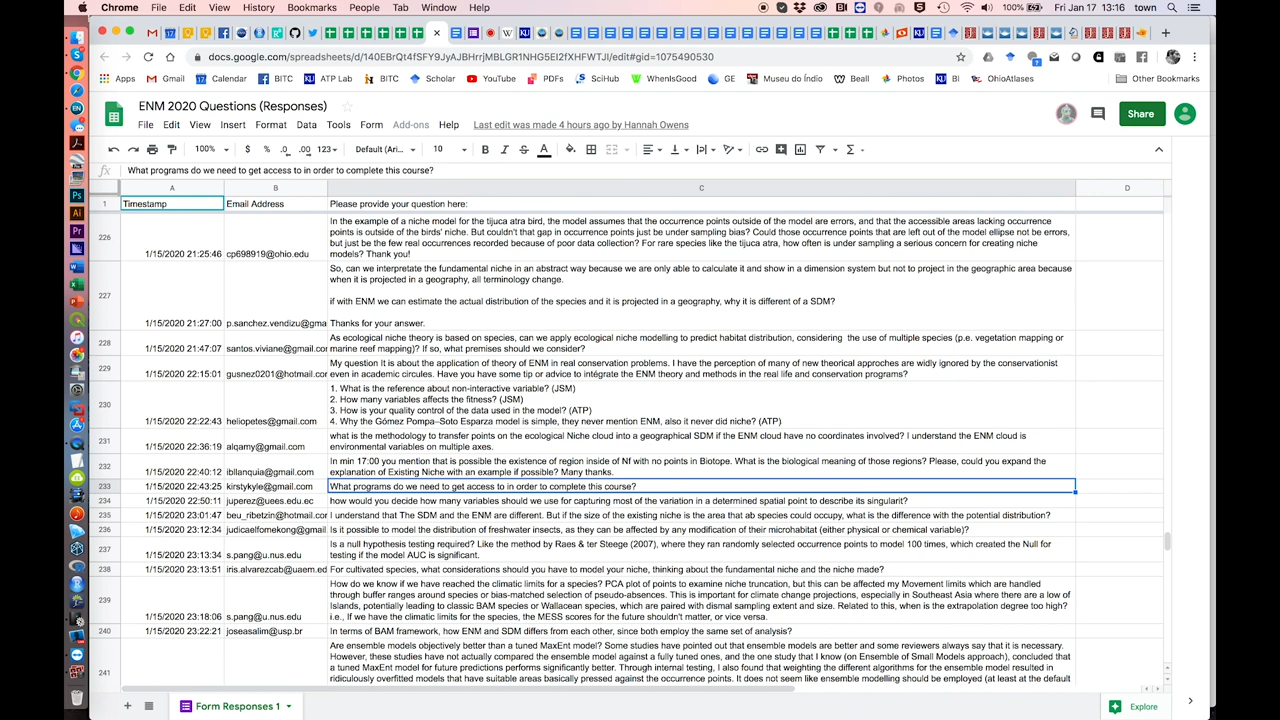 Chrome File Edit View History Bookmarks People Tab Window Help 100% Fri Jan 17 13:16 town
docs.google.com/spreadsheets/d/140EBrQt4fSFY9JyAJBHrrjMBLGR1NHG5EI2fXHFWTJI/edit#gid=1075490530
Apps Gmail Calendar BITC ATP Lab BITC Scholar YouTube PDFs SciHub WhenIsGood GE Museu do Índio Weball Photos BI OhioAtlases Other Bookmarks
ENM 2020 Questions (Responses)
File Edit View Insert Format Data Tools Form Add-ons Help Last edit was made 4 hours ago by Hannah Owens
Share
100% $ % .0 .00 123 Default (Ari... 10 B I S A
fx What programs do we need to get access to in order to complete this course?
A B C D
1 Timestamp Email Address Please provide your question here:
In the example of a niche model for the tijuca atra bird, the model assumes that the occurrence points outside of the model are errors, and that the accessible areas lacking occurrence
points is outside of the birds' niche. But couldn't that gap in occurrence points just be under sampling bias? Could those occurrence points that are left out of the model ellipse not be errors,
but just be the few real occurrences recorded because of poor data collection? For rare species like the tijuca atra, how often is under sampling a serious concern for creating niche
226 1/15/2020 21:25:46 cp698919@ohio.edu models? Thank you!
So, can we interpretate the fundamental niche in an abstract way because we are only able to calculate it and show in a dimension system but not to project in the geographic area because
when it is projected in a geography, all terminology change.
if with ENM we can estimate the actual distribution of the species and it is projected in a geography, why it is different of a SDM?
227 1/15/2020 21:27:00 p.sanchez.vendizu@gma Thanks for your answer.
As ecological niche theory is based on species, can we apply ecological niche modelling to predict habitat distribution, considering the use of multiple species (p.e. vegetation mapping or
228 1/15/2020 21:47:07 santos.viviane@gmail.cor marine reef mapping)? If so, what premises should we consider?
My question It is about the application of theory of ENM in real conservation problems. I have the perception of many of new theorical approches are widly ignored by the conservationist
229 1/15/2020 22:15:01 gusnez0201@hotmail.cor even in academic circules. Have you have some tip or advice to intégrate the ENM theory and methods in the real life and conservation programs?
1. What is the reference about non-interactive variable? (JSM)
2. How many variables affects the fitness? (JSM)
3. How is your quality control of the data used in the model? (ATP)
230 1/15/2020 22:22:43 heliopetes@gmail.com 4. Why the Gómez Pompa–Soto Esparza model is simple, they never mention ENM, also it never did niche? (ATP)
what is the methodology to transfer points on the ecological Niche cloud into a geographical SDM if the ENM cloud have no coordinates involved? I understand the ENM cloud is
231 1/15/2020 22:36:19 alqamy@gmail.com environmental variables on multiple axes.
In min 17:00 you mention that is possible the existence of region inside of Nf with no points in Biotope. What is the biological meaning of those regions? Please, could you expand the
232 1/15/2020 22:40:12 ibllanquia@gmail.com explanation of Existing Niche with an example if possible? Many thanks.
233 1/15/2020 22:43:25 kirstykyle@gmail.com What programs do we need to get access to in order to complete this course?
234 1/15/2020 22:50:11 juperez@uees.edu.ec how would you decide how many variables should we use for capturing most of the variation in a determined spatial point to describe its singularit?
235 1/15/2020 23:01:47 beu_ribetzin@hotmail.cor I understand that The SDM and the ENM are different. But if the size of the existing niche is the area that ab species could occupy, what is the difference with the potential distribution?
236 1/15/2020 23:12:34 judicaelfomekong@gmail Is it possible to model the distribution of freshwater insects, as they can be affected by any modification of their microhabitat (either physical or chemical variable)?
Is a null hypothesis testing required? Like the method by Raes & ter Steege (2007), where they ran randomly selected occurrence points to model 100 times, which created the Null for
237 1/15/2020 23:13:34 s.pang@u.nus.edu testing if the model AUC is significant.
238 1/15/2020 23:13:51 iris.alvarezcab@uaem.ed For cultivated species, what considerations should you have to model your niche, thinking about the fundamental niche and the niche made?
How do we know if we have reached the climatic limits for a species? PCA plot of points to examine niche truncation, but this can be affected my Movement limits which are handled
through buffer ranges around species or bias-matched selection of pseudo-absences. This is important for climate change projections, especially in Southeast Asia where there are a low of
Islands, potentially leading to classic BAM species or Wallacean species, which are paired with dismal sampling extent and size. Related to this, when is the extrapolation degree too high?
239 1/15/2020 23:18:06 s.pang@u.nus.edu i.e., If we have the climatic limits for the species, the MESS scores for the future shouldn't matter, or vice versa.
240 1/15/2020 23:22:21 joseasalim@usp.br In terms of BAM framework, how ENM and SDM differs from each other, since both employ the same set of analysis?
Are ensemble models objectively better than a tuned MaxEnt model? Some studies have pointed out that ensemble models are better and some reviewers always say that it is necessary.
However, these studies have not actually compared the ensemble model against a fully tuned ones, and the one study that I know (on Ensemble of Small Models approach), concluded that
a tuned MaxEnt model for future predictions performs significantly better. Through internal testing, I also found that weighting the different algorithms for the ensemble model resulted in
241 ridiculously overfitted models that have suitable areas basically pressed against the occurrence points. It does not seem like ensemble modelling should be employed (at least at the default
Form Responses 1 Explore